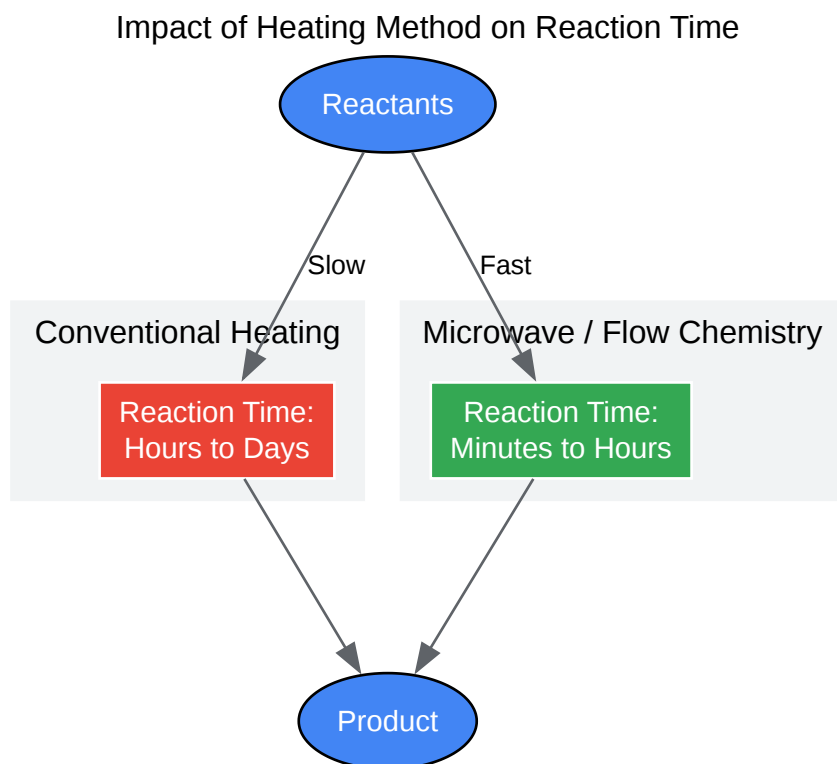 Impact of Heating Method on Reaction Time
Reactants
Slow
Fast
Conventional Heating
Microwave / Flow Chemistry
Reaction Time:
Hours to Days
Reaction Time:
Minutes to Hours
Product